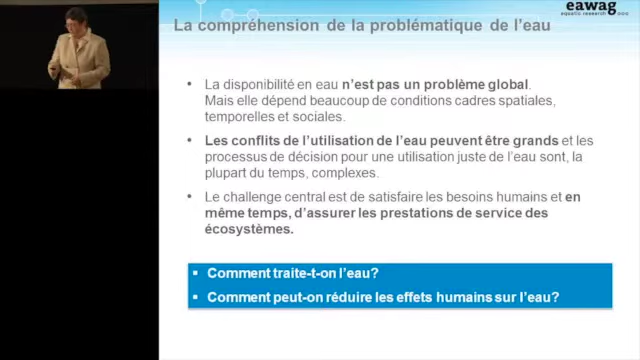 eawag
aquatic research
La compréhension de la problématique de l'eau
• La disponibilité en eau n'est pas un problème global.
Mais elle dépend beaucoup de conditions cadres spatiales,
temporelles et sociales.
• Les conflits de l'utilisation de l'eau peuvent être grands et les
processus de décision pour une utilisation juste de l'eau sont, la
plupart du temps, complexes.
• Le challenge central est de satisfaire les besoins humains et en
même temps, d'assurer les prestations de service des
écosystèmes.
▪ Comment traite-t-on l'eau?
▪ Comment peut-on réduire les effets humains sur l'eau?